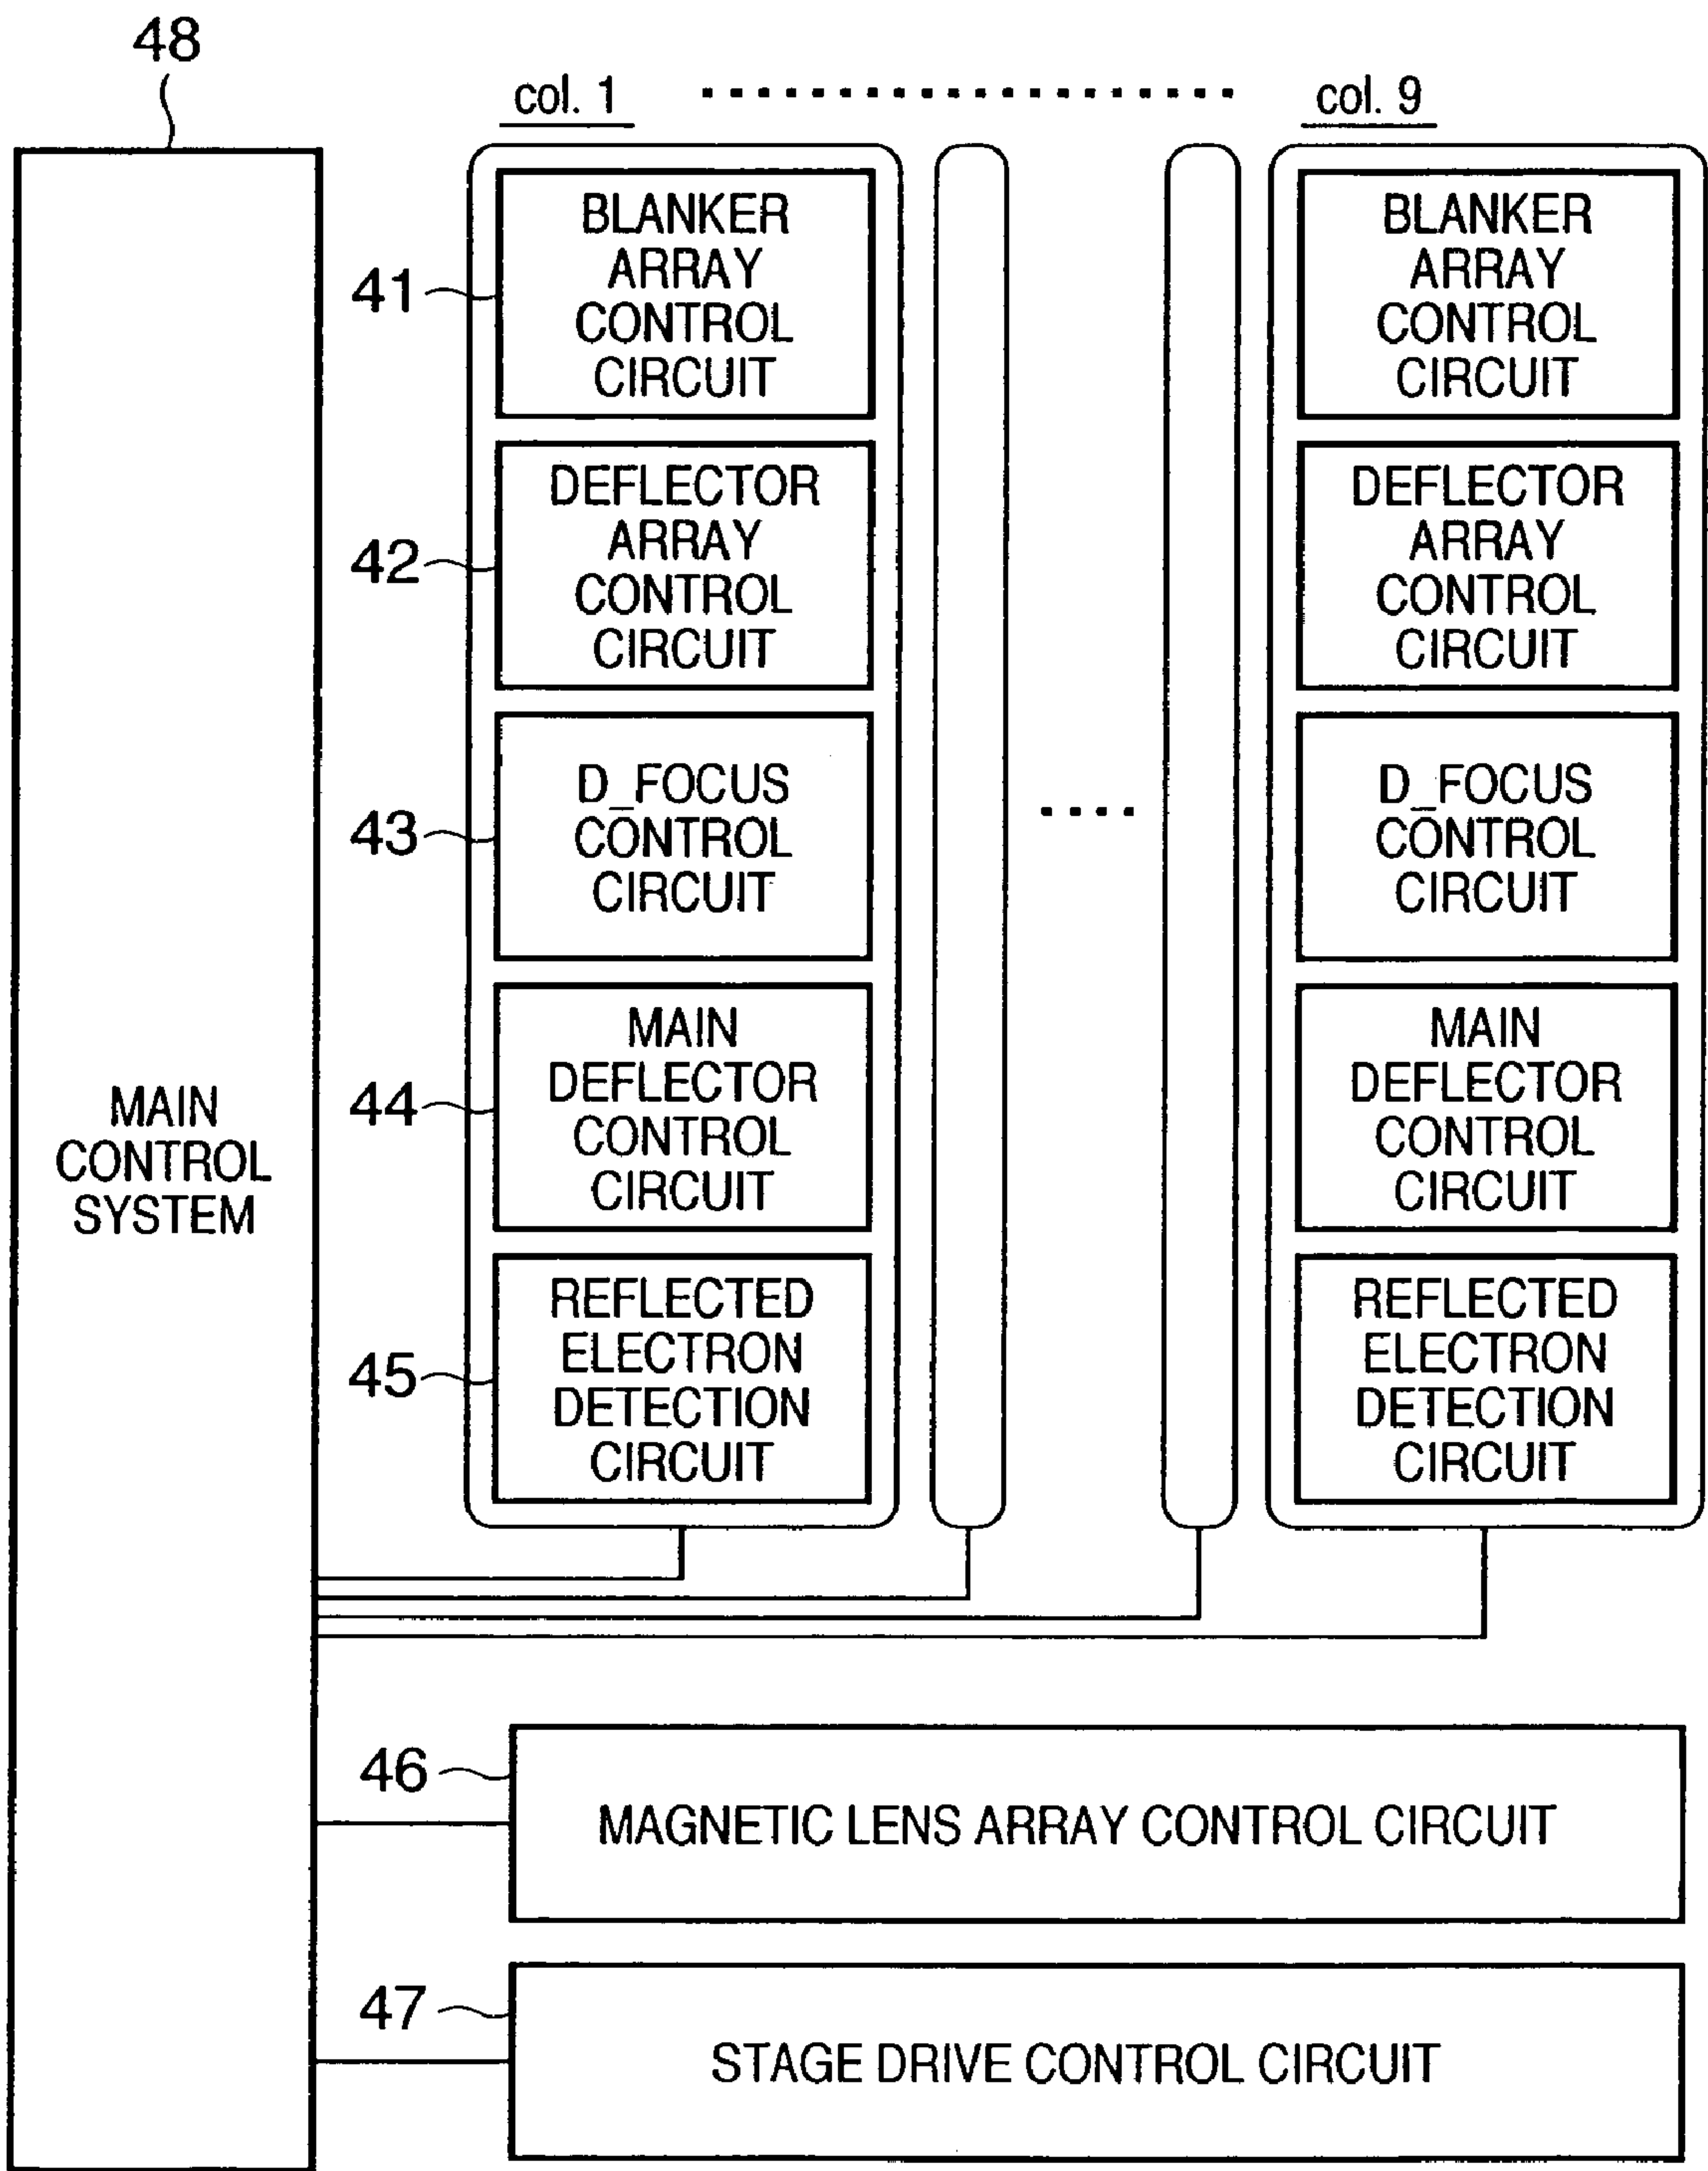 48
col. 1
col. 9
MAIN
CONTROL
SYSTEM
41
BLANKER
ARRAY
CONTROL
CIRCUIT
42
DEFLECTOR
ARRAY
CONTROL
CIRCUIT
43
D_FOCUS
CONTROL
CIRCUIT
44
MAIN
DEFLECTOR
CONTROL
CIRCUIT
45
REFLECTED
ELECTRON
DETECTION
CIRCUIT
BLANKER
ARRAY
CONTROL
CIRCUIT
DEFLECTOR
ARRAY
CONTROL
CIRCUIT
D_FOCUS
CONTROL
CIRCUIT
MAIN
DEFLECTOR
CONTROL
CIRCUIT
REFLECTED
ELECTRON
DETECTION
CIRCUIT
46
MAGNETIC LENS ARRAY CONTROL CIRCUIT
47
STAGE DRIVE CONTROL CIRCUIT